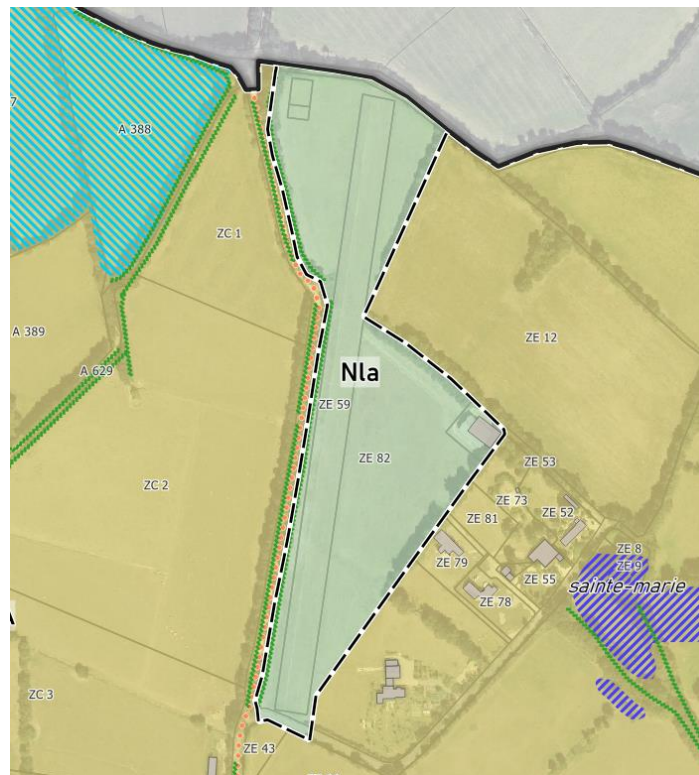 7
A 388
ZC 1
A 389
ZE 12
A 629
Nla
ZE 59
ZE 82
ZE 53
ZC 2
ZE 73
ZE 52
ZE 81
ZE 8
ZE 79
ZE 9
ZE 55
sainte-marie
ZE 78
ZC 3
ZE 43